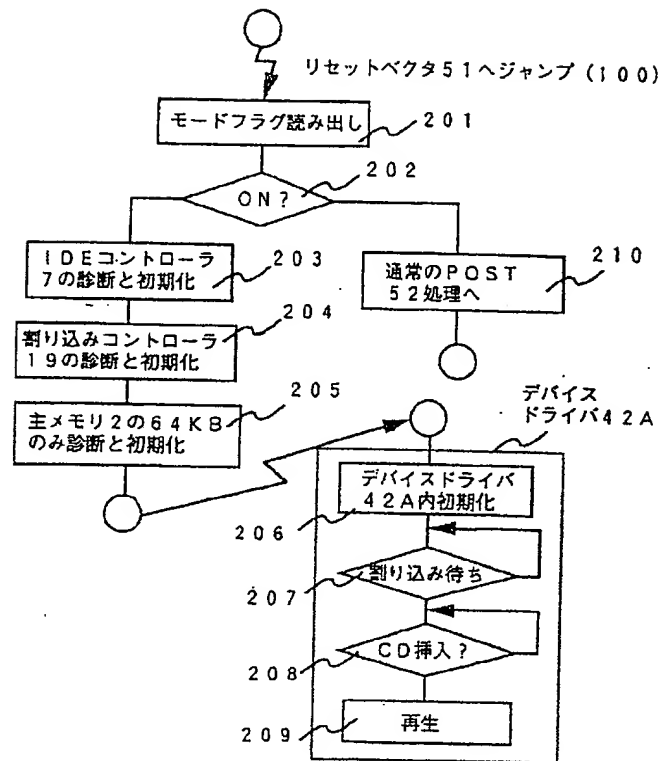 リセットベクタ51へジャンプ(100)
モードフラグ読み出し
201
ON?
202
IDEコントローラ
7の診断と初期化
203
通常のPOST
52処理へ
210
割り込みコントローラ
19の診断と初期化
204
主メモリ2の64KB
のみ診断と初期化
205
デバイス
ドライバ42A
デバイスドライバ
42A内初期化
206
割り込み待ち
207
CD挿入?
208
再生
209